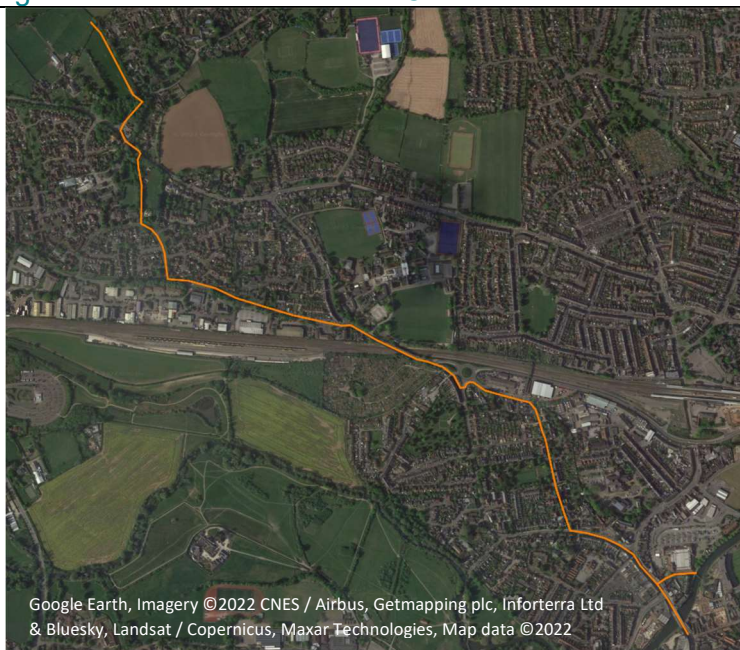 Google Earth, Imagery ©2022 CNES / Airbus, Getmapping plc, Inforterra Ltd
& Bluesky, Landsat / Copernicus, Maxar Technologies, Map data ©2022